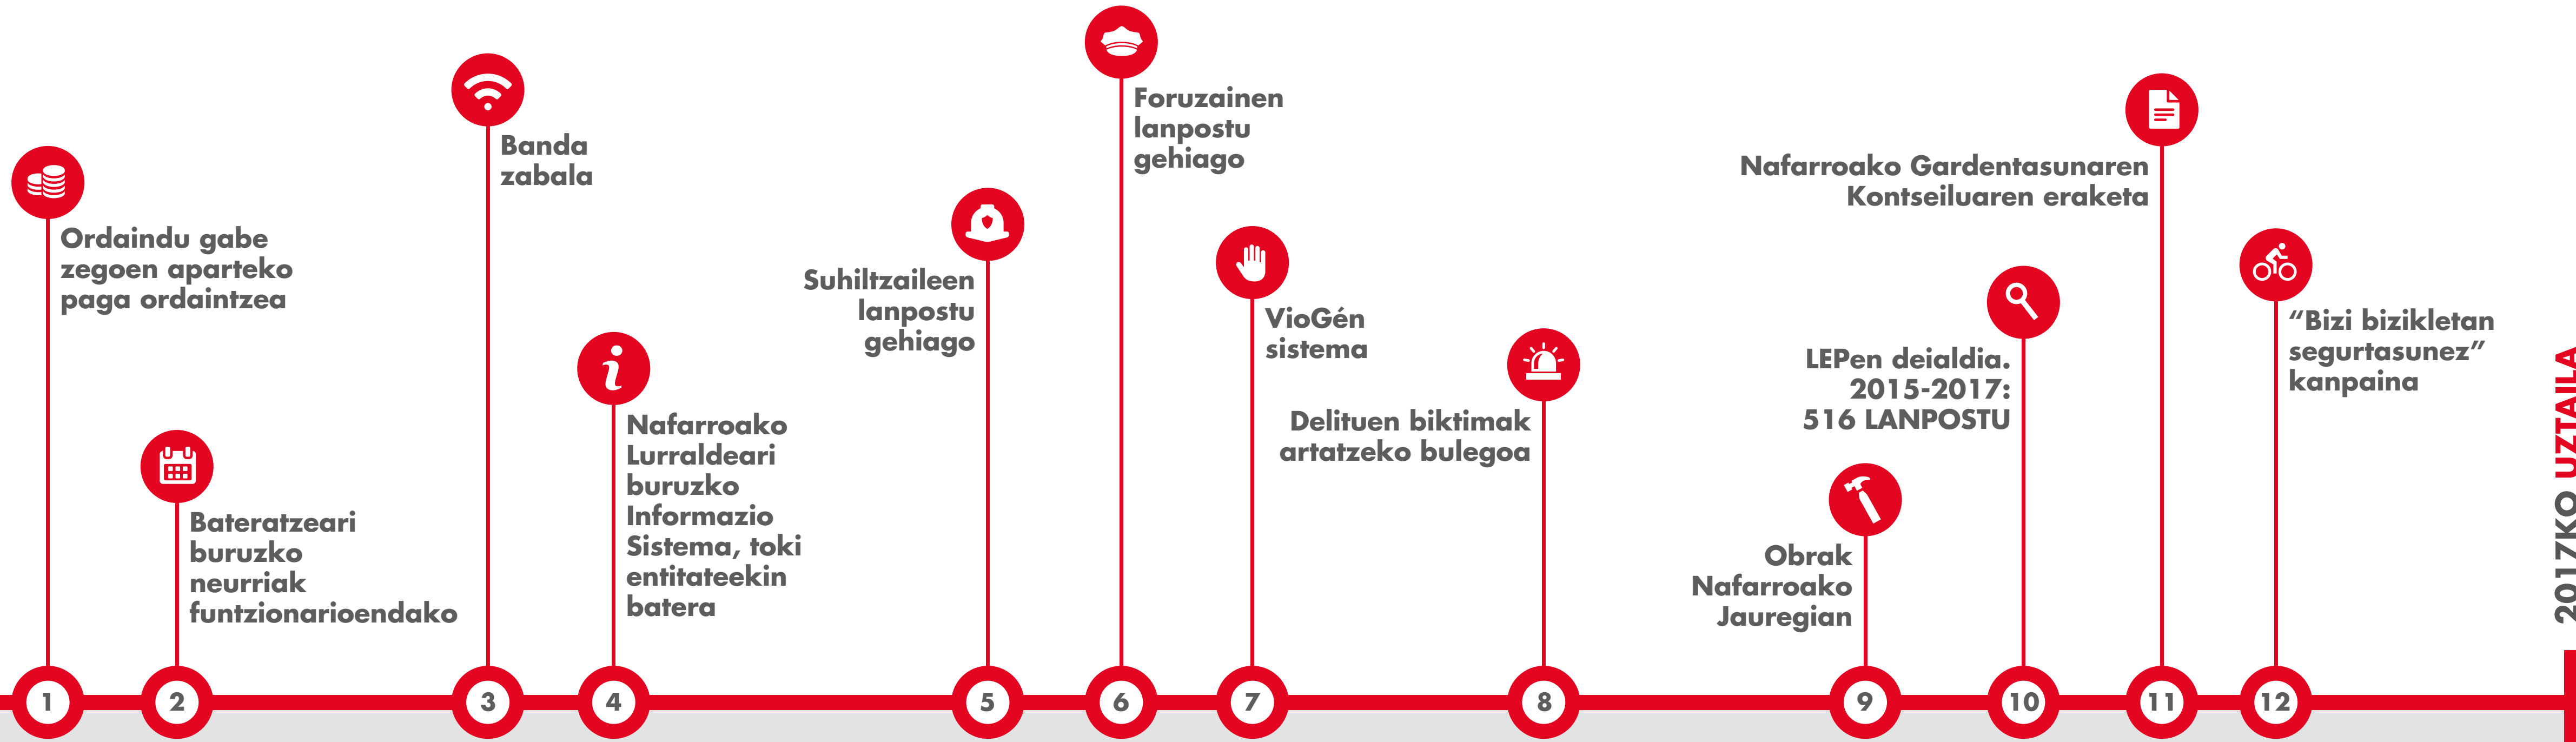 Ordaindu gabe
zegoen aparteko
paga ordaintzea
1
Bateratzeari
buruzko
neurriak
funtzionarioendako
2
Banda
zabala
3
Nafarroako
Lurraldeari
buruzko
Informazio
Sistema, toki
entitateekin
batera
4
Suhiltzaileen
lanpostu
gehiago
5
Foruzainen
lanpostu
gehiago
6
VioGén
sistema
7
Delituen biktimak
artatzeko bulegoa
8
Obrak
Nafarroako
Jauregian
9
LEPen deialdia.
2015-2017:
516 LANPOSTU
10
Nafarroako Gardentasunaren
Kontseiluaren eraketa
11
“Bizi bizikletan
segurtasunez”
kanpaina
12
2017KO UZTAILA